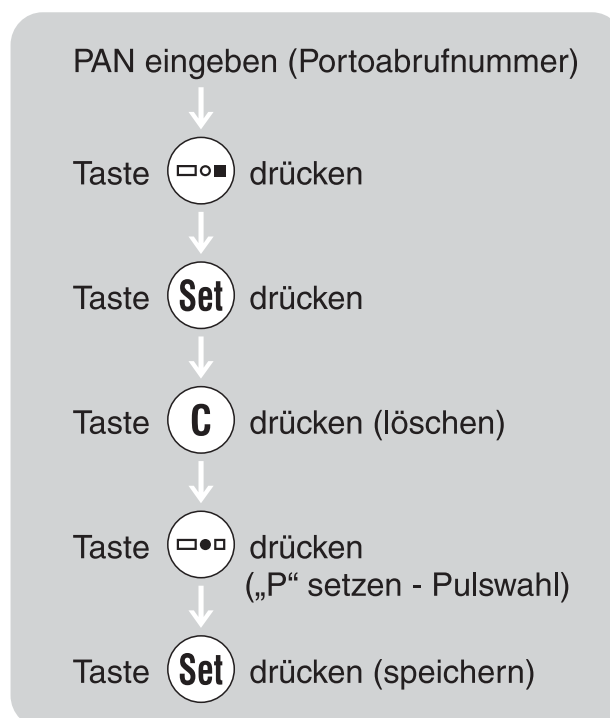 PAN eingeben (Portoabrufnummer)
Taste drücken
Taste Set drücken
Taste C drücken (löschen)
Taste drücken
(„P“ setzen - Pulswahl)
Taste Set drücken (speichern)